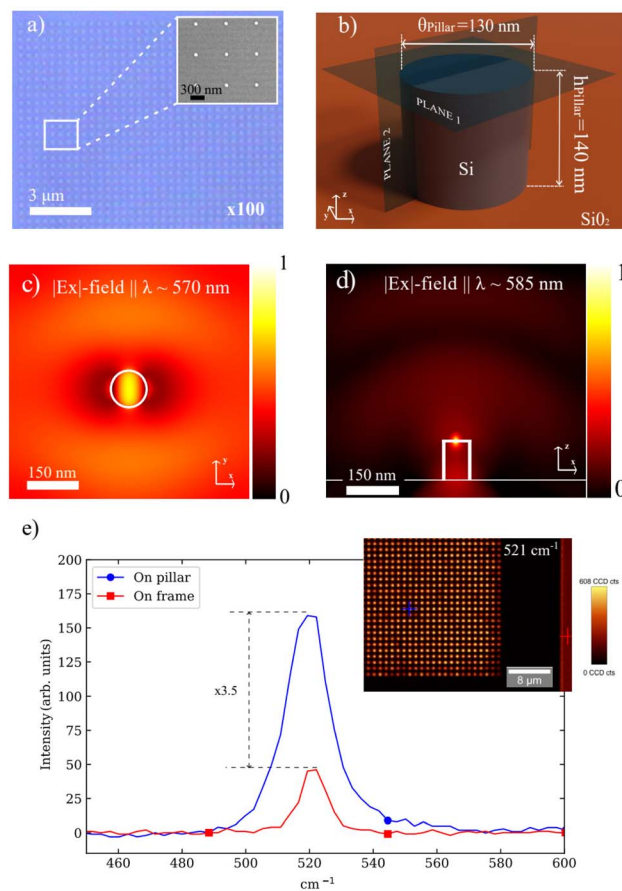 a)
300 nm
3 μm
x100
b)
θPillar=130 nm
PLANE 1
PLANE 2
hPillar=140 nm
Si
SiO₂
z
y
x
c)
|Ex|-field || λ ~ 570 nm
1
150 nm
y
x
0
d)
|Ex|-field || λ ~ 585 nm
1
150 nm
z
x
0
e)
200
175
150
125
100
75
50
25
0
Intensity (arb. units)
On pillar
On frame
x3.5
521 cm⁻¹
608 CCD cts
0 CCD cts
8 μm
460 480 500 520 540 560 580 600
cm⁻¹